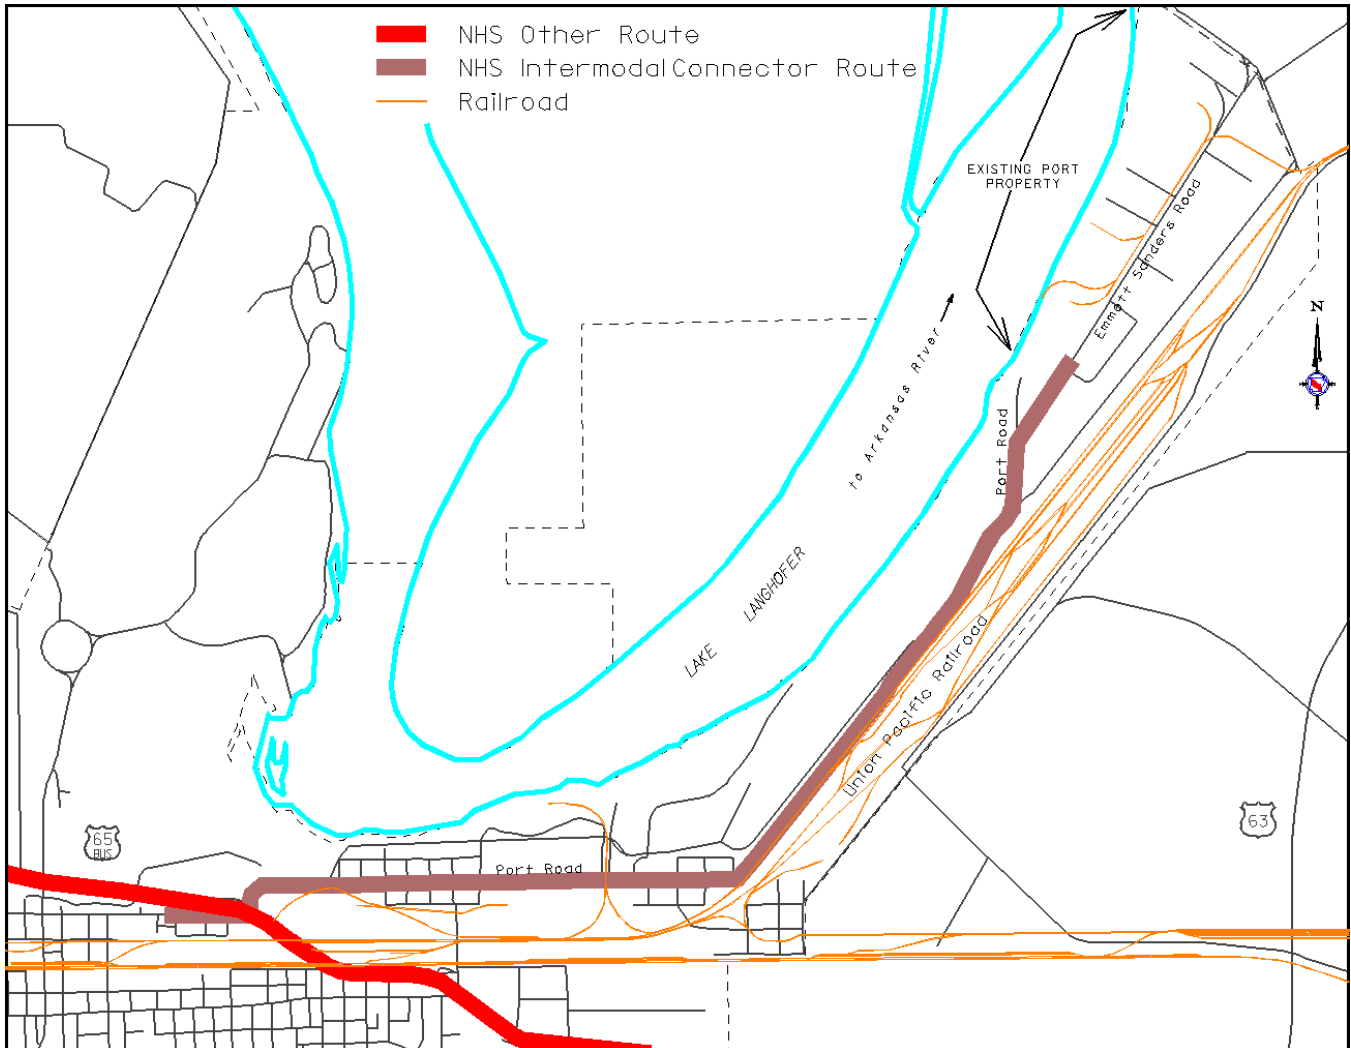 NHS Other Route
NHS Intermodal Connector Route
Railroad
EXISTING PORT
PROPERTY
Emmett Sanders Road
N
to Arkansas River
Port Road
LAKE LANGHOFER
Union Pacific Railroad
63
65
BUS
Port Road